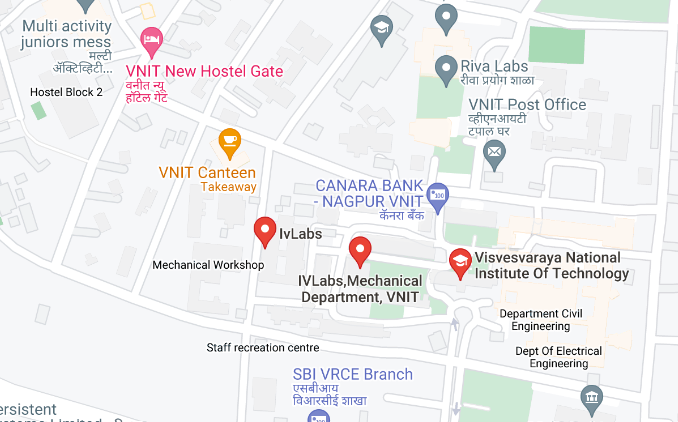 Multi activity
juniors mess
मल्टी
ॲक्टिव्हिटी...
Hostel Block 2
VNIT New Hostel Gate
वनीत न्यू
हॉटेल गेट
Riva Labs
रीवा प्रयोग शाळा
VNIT Post Office
व्हीएनआयटी
टपाल घर
VNIT Canteen
Takeaway
CANARA BANK
- NAGPUR VNIT
कॅनरा बँक
IvLabs
Mechanical Workshop
IVLabs,Mechanical
Department, VNIT
Visvesvaraya National
Institute Of Technology
Department Civil
Engineering
Staff recreation centre
Dept Of Electrical
Engineering
SBI VRCE Branch
एसबीआय
विआरसीई शाखा
ersistent